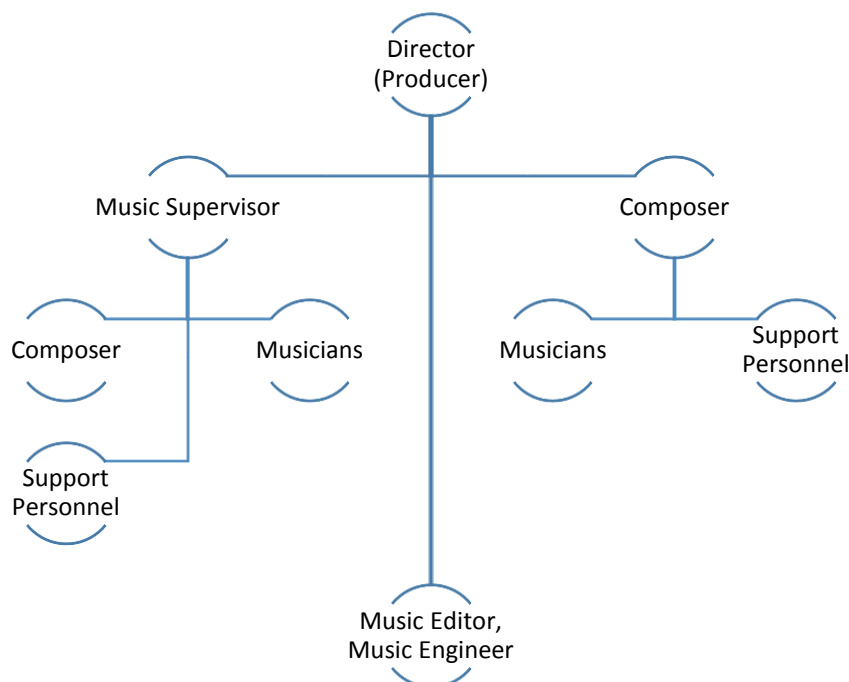 Director
(Producer)
Music Supervisor
Composer
Composer
Musicians
Musicians
Support
Personnel
Support
Personnel
Music Editor,
Music Engineer